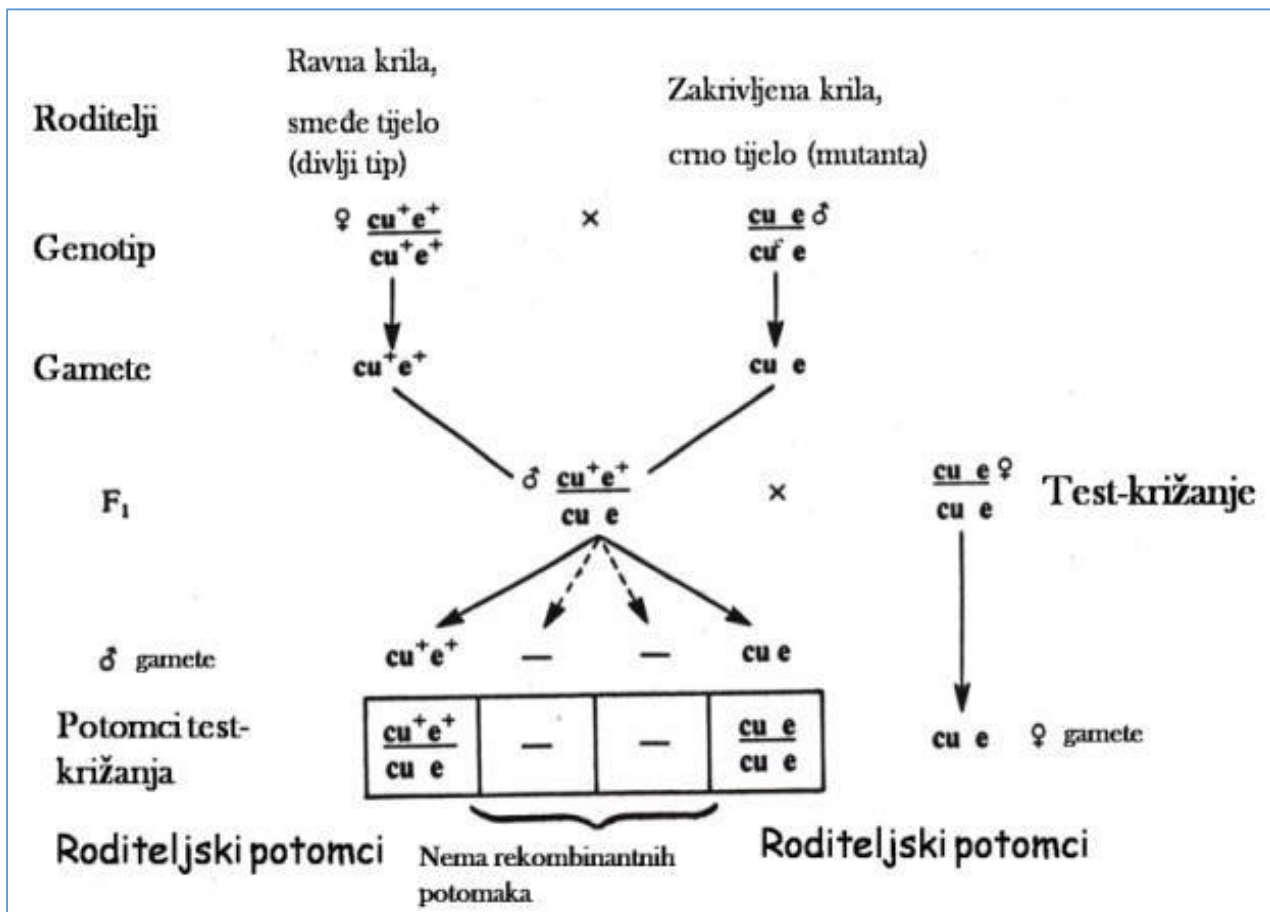 Ravna krila,
smeđe tijelo
(divlji tip)
Zakrivljena krila,
crno tijelo (mutanta)
Roditelji
Genotip
♀ cu⁺e⁺
cu⁺e⁺
×
cu e ♂
cu e
Gamete
cu⁺e⁺
cu e
F₁
♂ cu⁺e⁺
cu e
×
cu e ♀
cu e
Test-križanje
♂ gamete
cu⁺e⁺
—
—
cu e
Potomci test-
križanja
cu⁺e⁺
cu e
—
—
cu e
cu e
cu e ♀ gamete
Roditeljski potomci
Nema rekombinantnih
potomaka
Roditeljski potomci